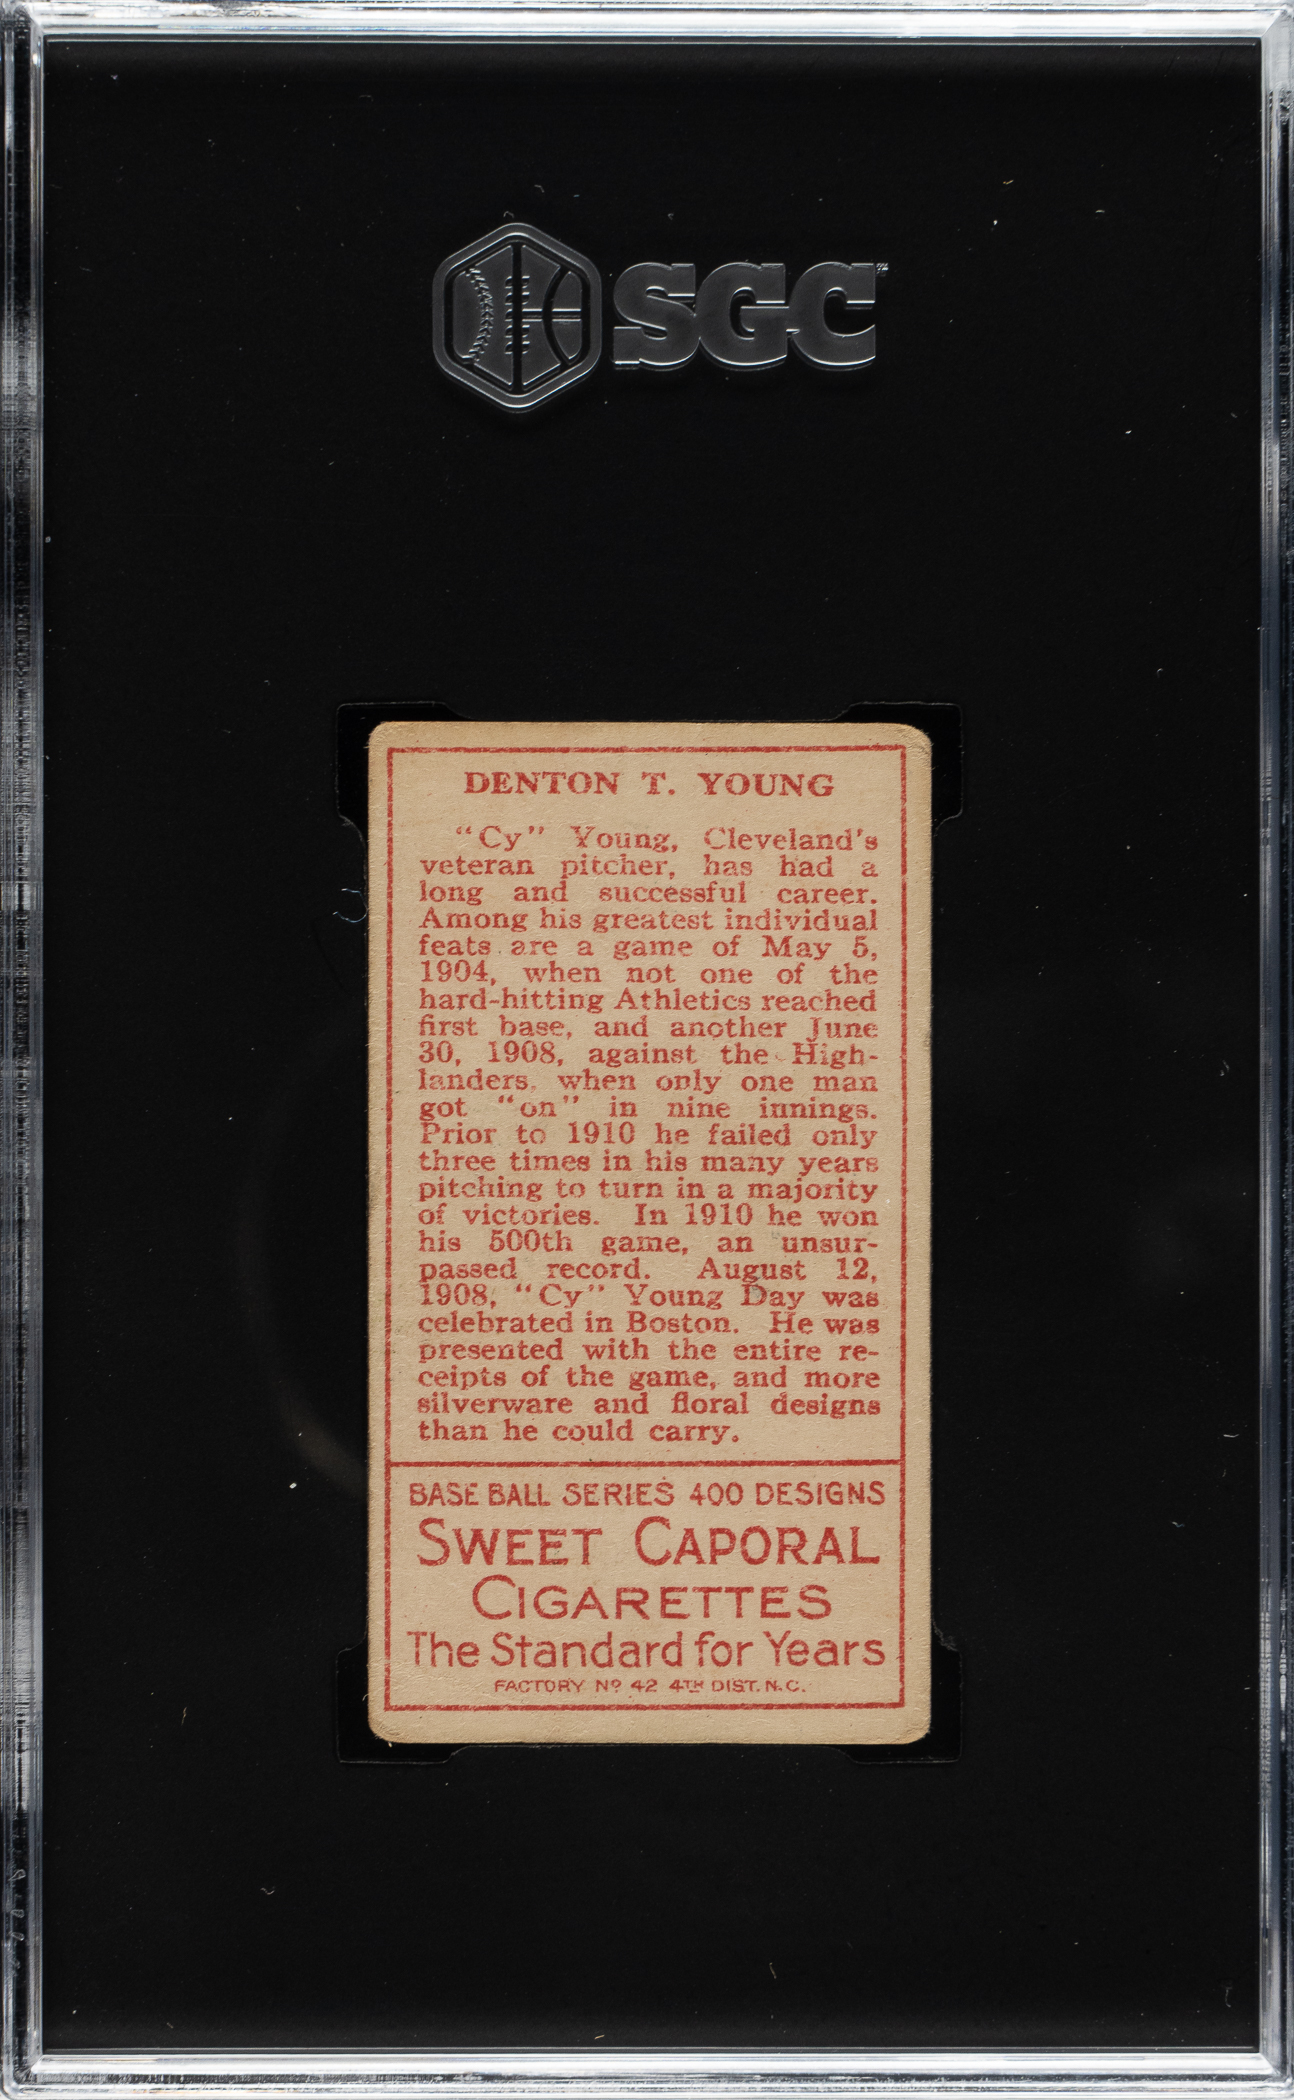 SGC
DENTON T. YOUNG
"Cy" Young, Cleveland's
veteran pitcher, has had a
long and successful career.
Among his greatest individual
feats are a game of May 5,
1904, when not one of the
hard-hitting Athletics reached
first base, and another June
30, 1908, against the High-
landers, when only one man
got "on" in nine innings.
Prior to 1910 he failed only
three times in his many years
pitching to turn in a majority
of victories. In 1910 he won
his 500th game, an unsur-
passed record. August 12,
1908, "Cy" Young Day was
celebrated in Boston. He was
presented with the entire re-
ceipts of the game, and more
silverware and floral designs
than he could carry.
BASE BALL SERIES 400 DESIGNS
SWEET CAPORAL
CIGARETTES
The Standard for Years
FACTORY Nº 42 4TH DIST. N.C.